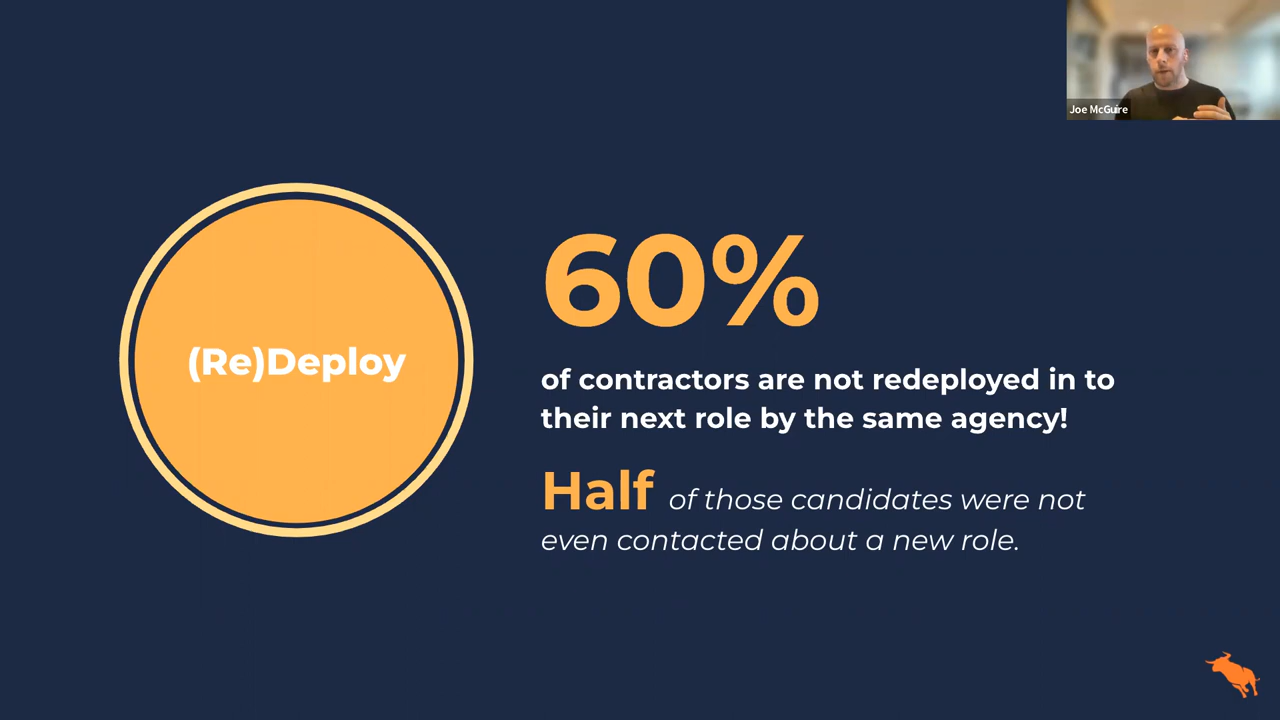 Joe McGuire
(Re)Deploy
60%
of contractors are not redeployed in to
their next role by the same agency!
Half of those candidates were not
even contacted about a new role.